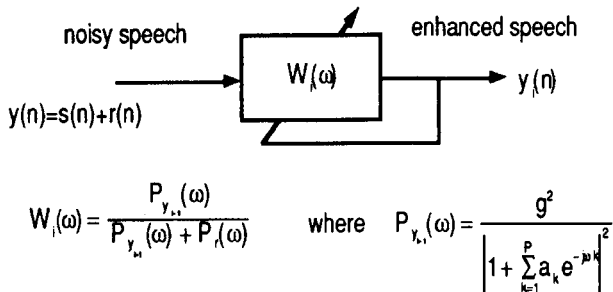 noisy speech
enhanced speech
W_i(ω)
y_i(n)
y(n)=s(n)+r(n)
W_i(ω) = P_{y_{i-1}}(ω) / (P_{y_{i-1}}(ω) + P_r(ω)) where P_{y_{i-1}}(ω) = g² / |1 + Σ_{k=1}^{P} a_k e^{-jωk}|²